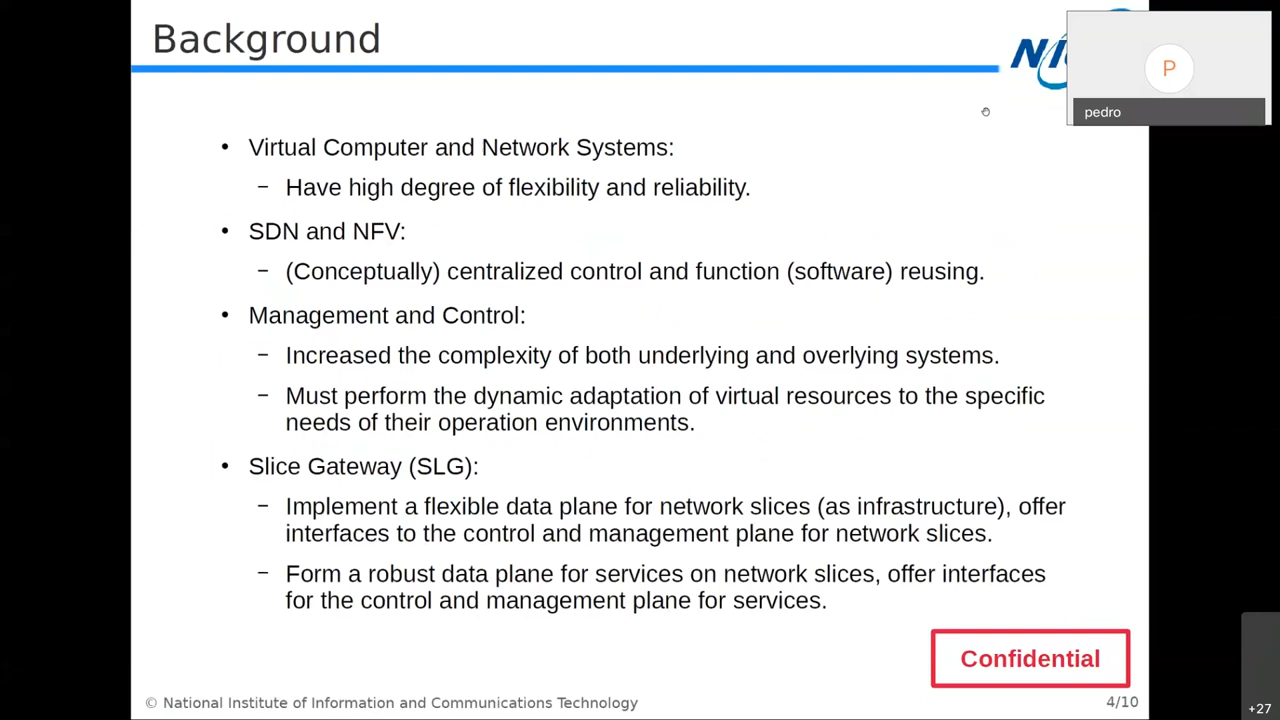 Background
P
pedro
• Virtual Computer and Network Systems:
– Have high degree of flexibility and reliability.
• SDN and NFV:
– (Conceptually) centralized control and function (software) reusing.
• Management and Control:
– Increased the complexity of both underlying and overlying systems.
– Must perform the dynamic adaptation of virtual resources to the specific
needs of their operation environments.
• Slice Gateway (SLG):
– Implement a flexible data plane for network slices (as infrastructure), offer
interfaces to the control and management plane for network slices.
– Form a robust data plane for services on network slices, offer interfaces
for the control and management plane for services.
Confidential
© National Institute of Information and Communications Technology
4/10
+27